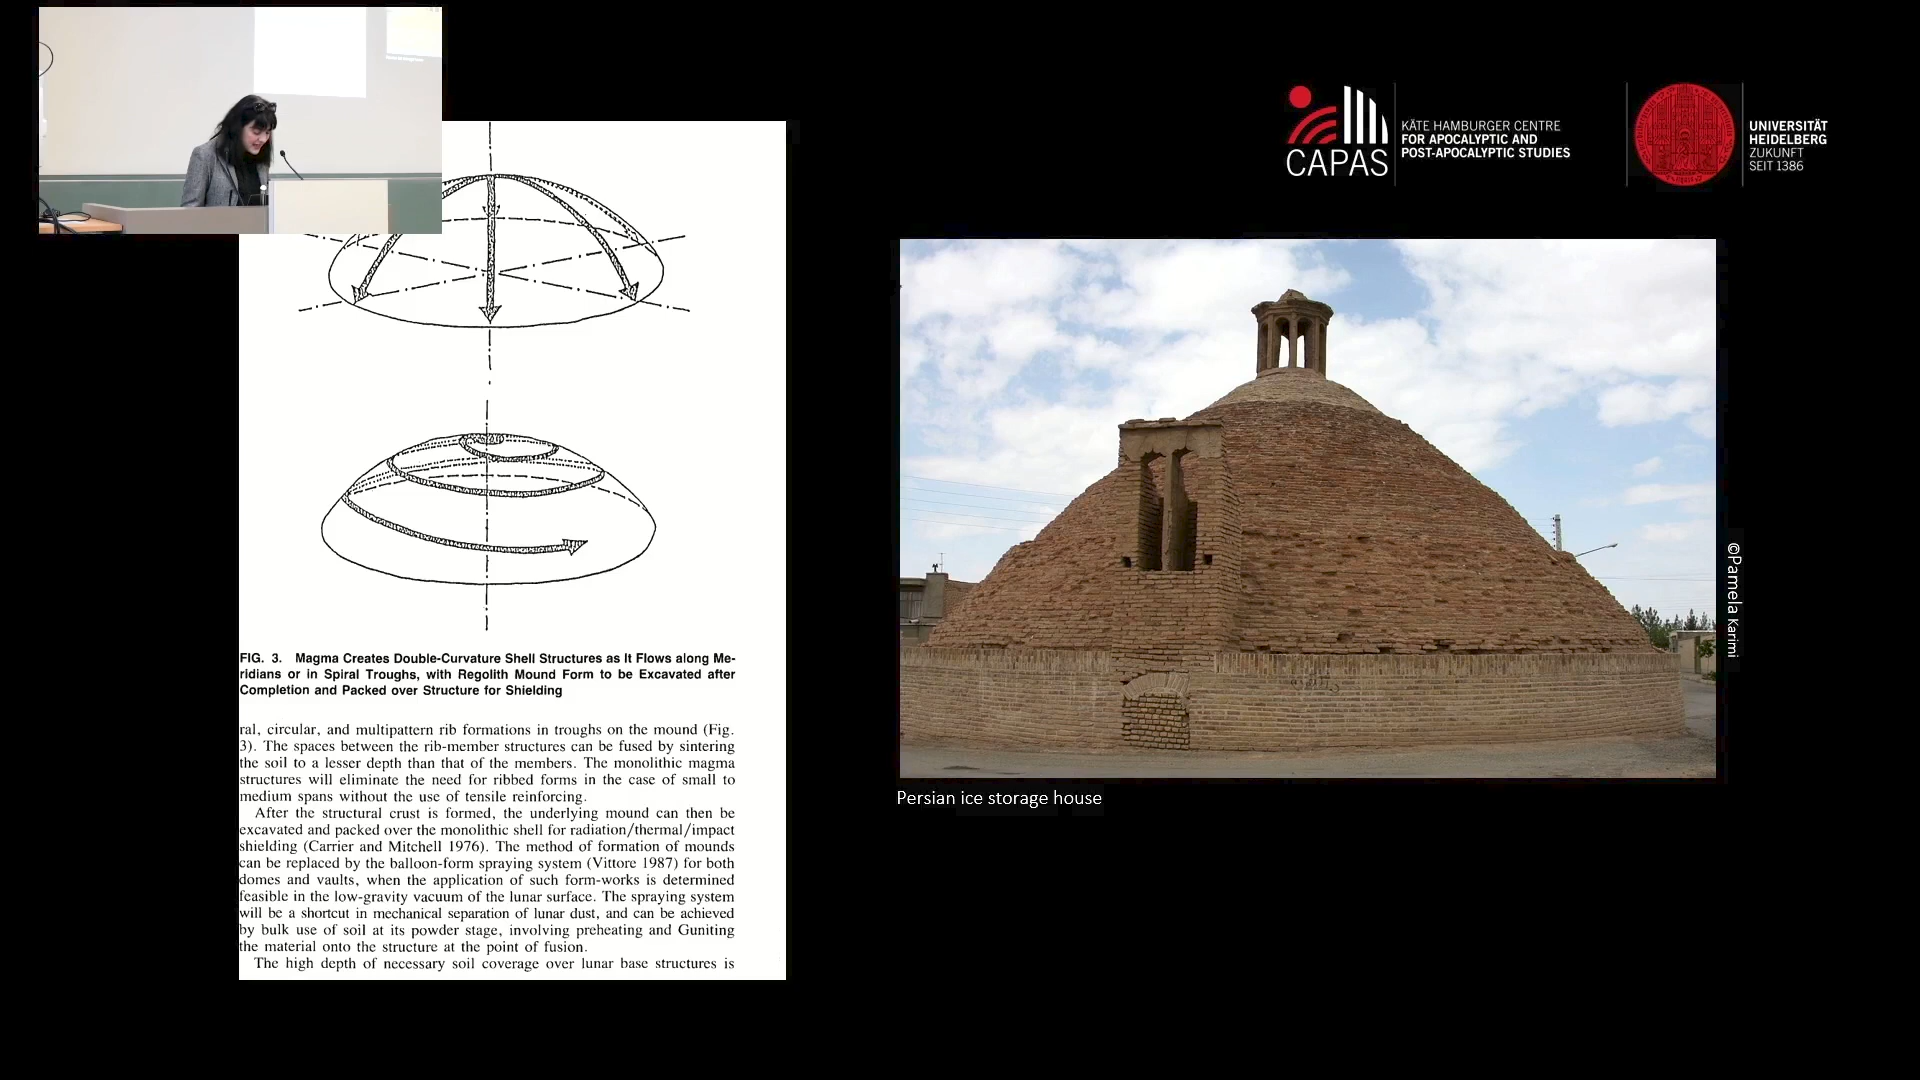 CAPAS
KÄTE HAMBURGER CENTRE
FOR APOCALYPTIC AND
POST-APOCALYPTIC STUDIES
UNIVERSITÄT
HEIDELBERG
ZUKUNFT
SEIT 1386
FIG. 3. Magma Creates Double-Curvature Shell Structures as It Flows along Me-
ridians or in Spiral Troughs, with Regolith Mound Form to be Excavated after
Completion and Packed over Structure for Shielding
ral, circular, and multipattern rib formations in troughs on the mound (Fig.
3). The spaces between the rib-member structures can be fused by sintering
the soil to a lesser depth than that of the members. The monolithic magma
structures will eliminate the need for ribbed forms in the case of small to
medium spans without the use of tensile reinforcing.
After the structural crust is formed, the underlying mound can then be
excavated and packed over the monolithic shell for radiation/thermal/impact
shielding (Carrier and Mitchell 1976). The method of formation of mounds
can be replaced by the balloon-form spraying system (Vittore 1987) for both
domes and vaults, when the application of such form-works is determined
feasible in the low-gravity vacuum of the lunar surface. The spraying system
will be a shortcut in mechanical separation of lunar dust, and can be achieved
by bulk use of soil at its powder stage, involving preheating and Guniting
the material onto the structure at the point of fusion.
The high depth of necessary soil coverage over lunar base structures is
©Pamela Karimi
Persian ice storage house